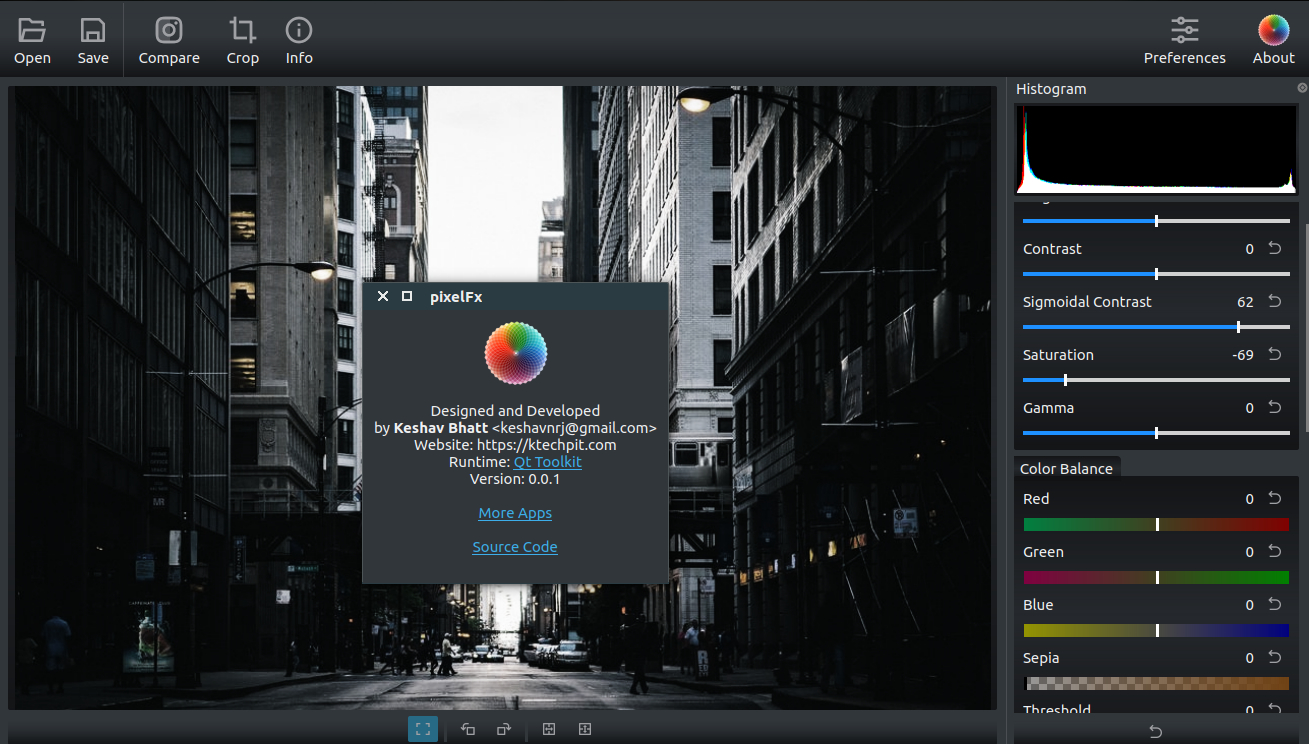 Open
Save
Compare
Crop
Info
Preferences
About
Histogram
Contrast 0
Sigmoidal Contrast 62
Saturation -69
Gamma 0
Color Balance
Red 0
Green 0
Blue 0
Sepia 0
Threshold 0
pixelFx
Designed and Developed
by Keshav Bhatt <keshavnrj@gmail.com>
Website: https://ktechpit.com
Runtime: Qt Toolkit
Version: 0.0.1
More Apps
Source Code